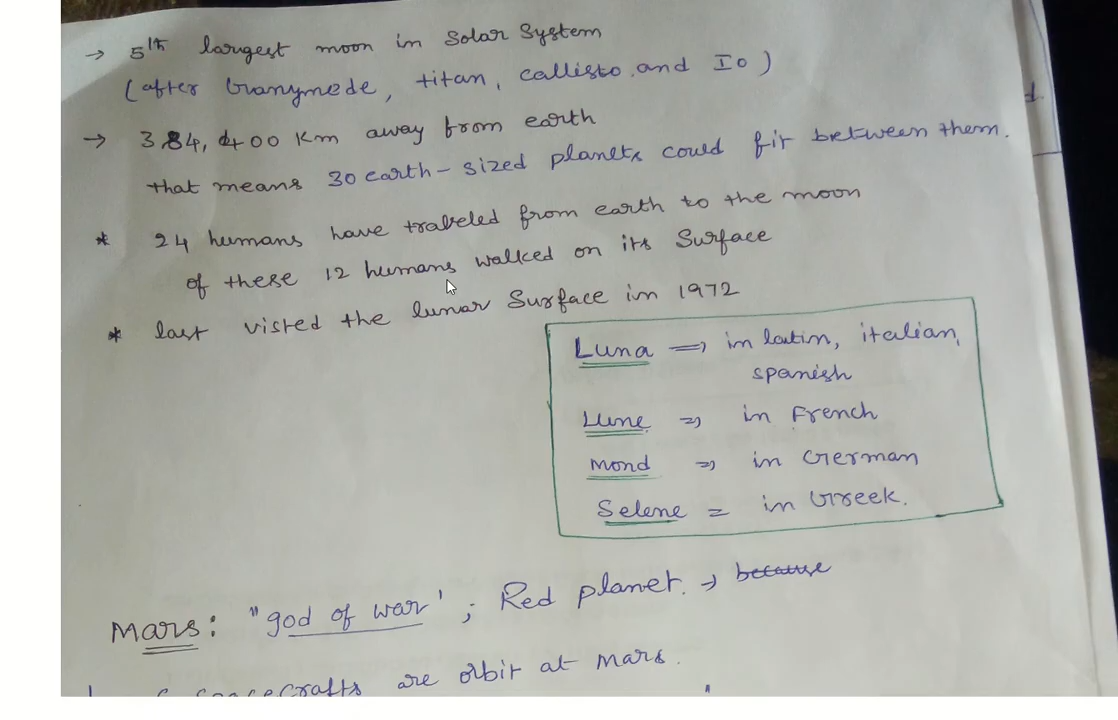 → 5th largest moon in Solar System
(after Ganymede, titan, callisto and Io)
→ 384,400 Km away from earth
that means 30 earth-sized planets could fit between them.
* 24 humans have traveled from earth to the moon
of these 12 humans walked on its Surface
* last visted the lunar Surface in 1972
Luna => in latin, italian,
spanish
Lune => in French
Mond => in German
Selene = in Greek.
Mars: "god of war' ; Red planet. → because
spacecrafts are orbit at mars.